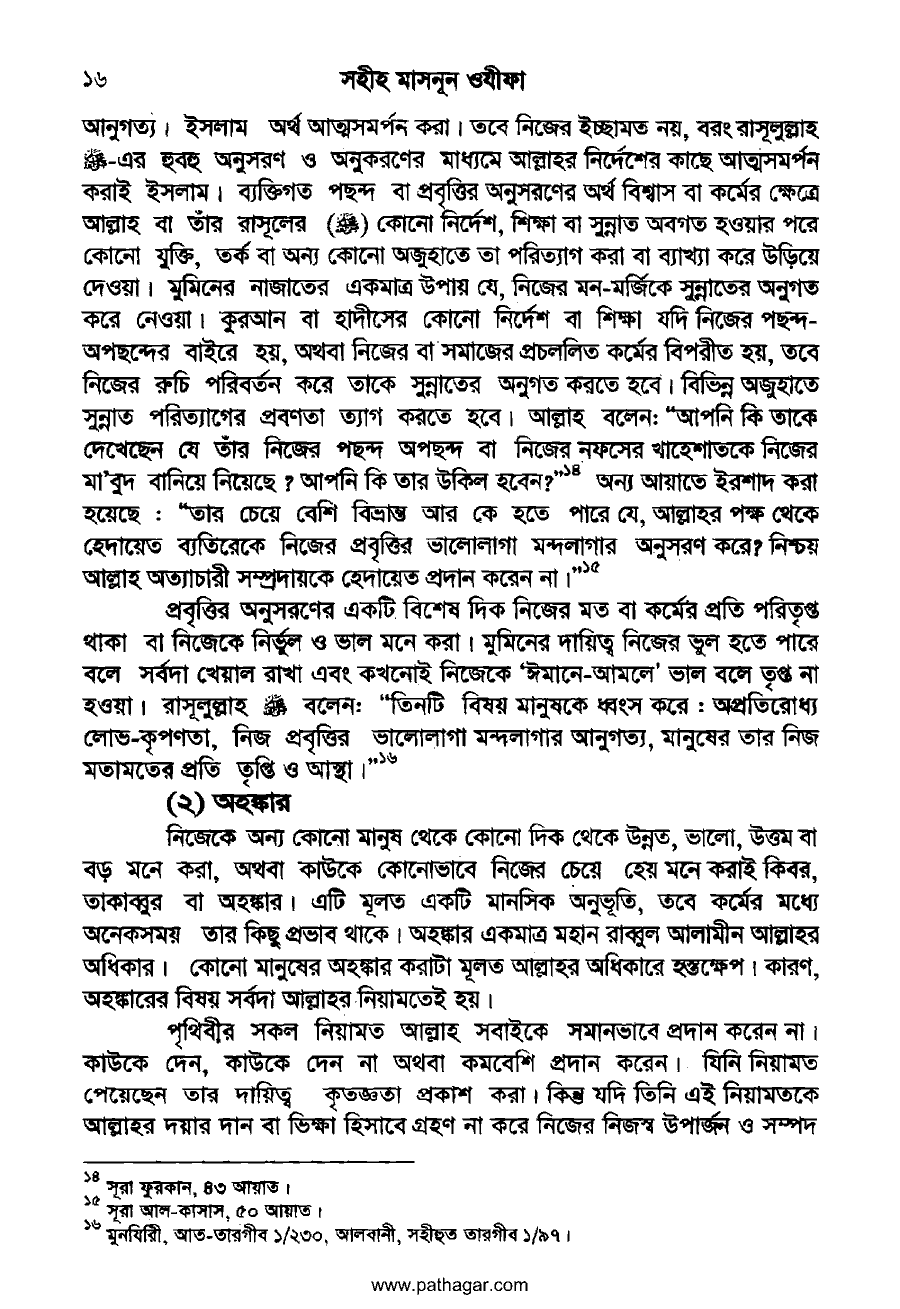 ১৬ সহীহ মাসনূন ওযীফা
আনুগত্য। ইসলাম অর্থ আত্মসমর্পন করা। তবে নিজের ইচ্ছামত নয়, বরং রাসূলুল্লাহ
ﷺ-এর হুবহু অনুসরণ ও অনুকরণের মাধ্যমে আল্লাহর নির্দেশের কাছে আত্মসমর্পন
করাই ইসলাম। ব্যক্তিগত পছন্দ বা প্রবৃত্তির অনুসরণের অর্থ বিশ্বাস বা কর্মের ক্ষেত্রে
আল্লাহ বা তাঁর রাসূলের (ﷺ) কোনো নির্দেশ, শিক্ষা বা সুন্নাত অবগত হওয়ার পরে
কোনো যুক্তি, তর্ক বা অন্য কোনো অজুহাতে তা পরিত্যাগ করা বা ব্যাখ্যা করে উড়িয়ে
দেওয়া। মুমিনের নাজাতের একমাত্র উপায় যে, নিজের মন-মর্জিকে সুন্নাতের অনুগত
করে নেওয়া। কুরআন বা হাদীসের কোনো নির্দেশ বা শিক্ষা যদি নিজের পছন্দ-
অপছন্দের বাইরে হয়, অথবা নিজের বা সমাজের প্রচললিত কর্মের বিপরীত হয়, তবে
নিজের রুচি পরিবর্তন করে তাকে সুন্নাতের অনুগত করতে হবে। বিভিন্ন অজুহাতে
সুন্নাত পরিত্যাগের প্রবণতা ত্যাগ করতে হবে। আল্লাহ বলেন: “আপনি কি তাকে
দেখেছেন যে তাঁর নিজের পছন্দ অপছন্দ বা নিজের নফসের খাহেশাতকে নিজের
মা'বুদ বানিয়ে নিয়েছে ? আপনি কি তার উকিল হবেন?”১৪ অন্য আয়াতে ইরশাদ করা
হয়েছে : “তার চেয়ে বেশি বিভ্রান্ত আর কে হতে পারে যে, আল্লাহর পক্ষ থেকে
হেদায়েত ব্যতিরেকে নিজের প্রবৃত্তির ভালোলাগা মন্দলাগার অনুসরণ করে? নিশ্চয়
আল্লাহ অত্যাচারী সম্প্রদায়কে হেদায়েত প্রদান করেন না।”১৫
প্রবৃত্তির অনুসরণের একটি বিশেষ দিক নিজের মত বা কর্মের প্রতি পরিতৃপ্ত
থাকা বা নিজেকে নির্ভুল ও ভাল মনে করা। মুমিনের দায়িত্ব নিজের ভুল হতে পারে
বলে সর্বদা খেয়াল রাখা এবং কখনোই নিজেকে ‘ঈমানে-আমলে’ ভাল বলে তৃপ্ত না
হওয়া। রাসূলুল্লাহ ﷺ বলেন: “তিনটি বিষয় মানুষকে ধ্বংস করে : অপ্রতিরোধ্য
লোভ-কৃপণতা, নিজ প্রবৃত্তির ভালোলাগা মন্দলাগার আনুগত্য, মানুষের তার নিজ
মতামতের প্রতি তৃপ্তি ও আস্থা।”১৬
(২) অহঙ্কার
নিজেকে অন্য কোনো মানুষ থেকে কোনো দিক থেকে উন্নত, ভালো, উত্তম বা
বড় মনে করা, অথবা কাউকে কোনোভাবে নিজের চেয়ে হেয় মনে করাই কিবর,
তাকাব্বুর বা অহঙ্কার। এটি মূলত একটি মানসিক অনুভূতি, তবে কর্মের মধ্যে
অনেকসময় তার কিছু প্রভাব থাকে। অহঙ্কার একমাত্র মহান রাব্বুল আলামীন আল্লাহর
অধিকার। কোনো মানুষের অহঙ্কার করাটা মূলত আল্লাহর অধিকারে হস্তক্ষেপ। কারণ,
অহঙ্কারের বিষয় সর্বদা আল্লাহর নিয়ামতেই হয়।
পৃথিবীর সকল নিয়ামত আল্লাহ সবাইকে সমানভাবে প্রদান করেন না।
কাউকে দেন, কাউকে দেন না অথবা কমবেশি প্রদান করেন। যিনি নিয়ামত
পেয়েছেন তার দায়িত্ব কৃতজ্ঞতা প্রকাশ করা। কিন্তু যদি তিনি এই নিয়ামতকে
আল্লাহর দয়ার দান বা ভিক্ষা হিসাবে গ্রহণ না করে নিজের নিজস্ব উপার্জন ও সম্পদ
১৪ সূরা ফুরকান, ৪৩ আয়াত।
১৫ সূরা আল-কাসাস, ৫০ আয়াত।
১৬ মুনযিরী, আত-তারগীব ১/২৩০, আলবানী, সহীহুত তারগীব ১/৯৭।
www.pathagar.com